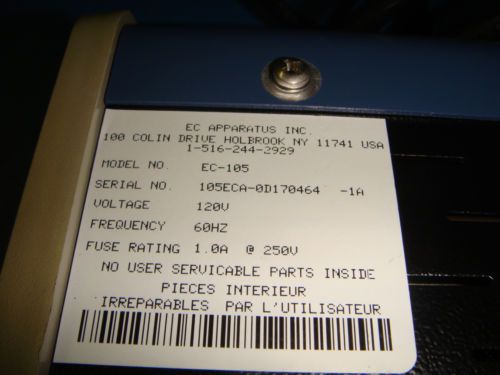 EC APPARATUS INC.
100 COLIN DRIVE HOLBROOK NY 11741 USA
1-516-244-2929
MODEL NO. EC-105
SERIAL NO. 105ECA-0D170464 -1A
VOLTAGE 120V
FREQUENCY 60HZ
FUSE RATING 1.0A @ 250V
NO USER SERVICABLE PARTS INSIDE
PIECES INTERIEUR
IRREPARABLES PAR L'UTILISATEUR